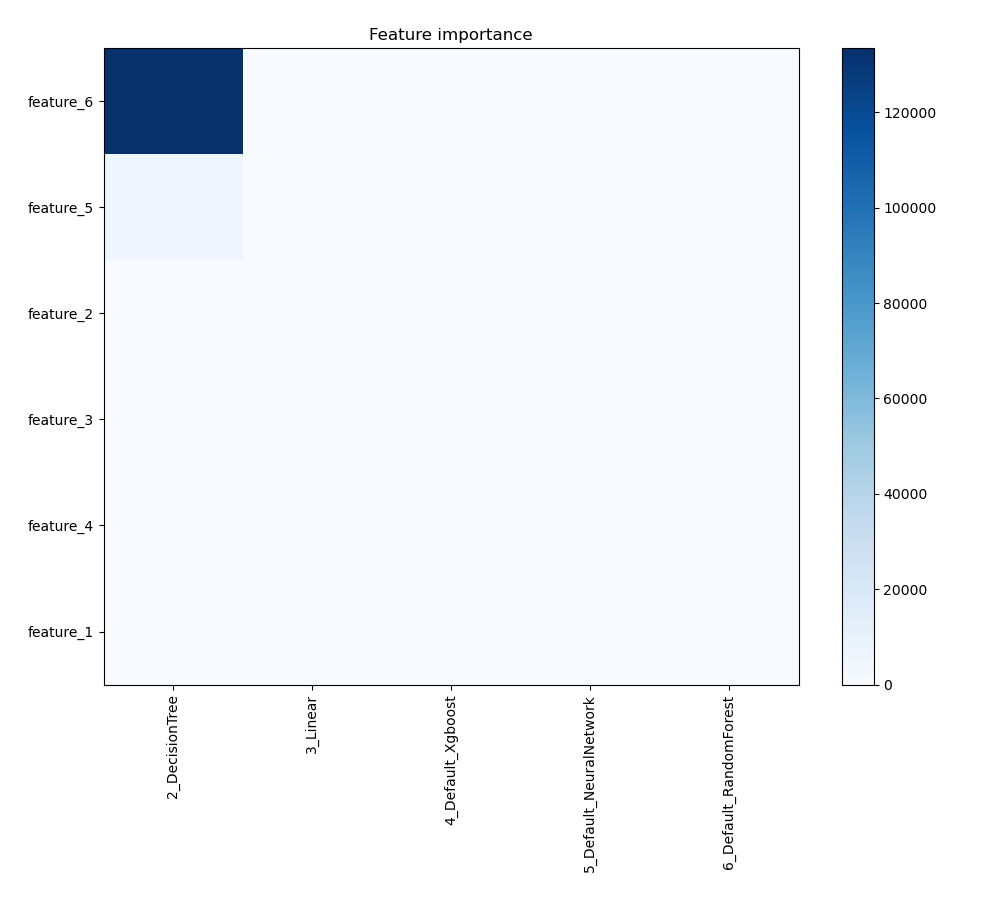 Feature importance
feature_6
feature_5
feature_2
feature_3
feature_4
feature_1
2_DecisionTree
3_Linear
4_Default_Xgboost
5_Default_NeuralNetwork
6_Default_RandomForest
120000
100000
80000
60000
40000
20000
0